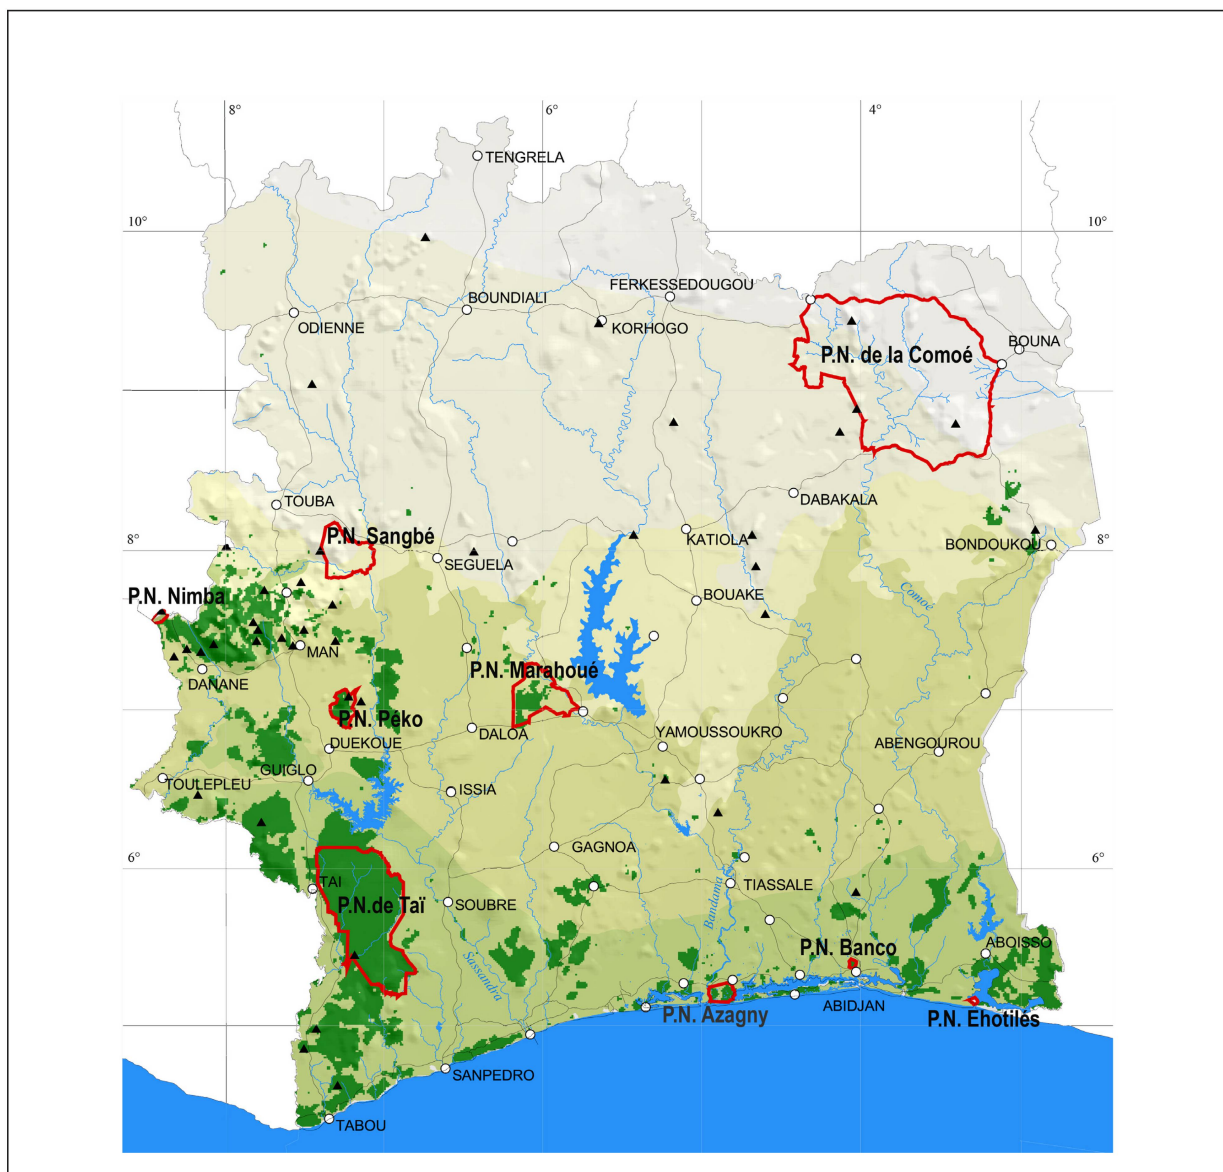 8°
6°
4°
TENGRELA
10°
10°
FERKESSEDOUGOU
BOUNDIALI
ODIENNE
KORHOGO
BOUNA
P.N. de la Comoé
TOUBA
DABAKALA
P.N. Sangbé
KATIOLA
BONDOUKOU
8°
8°
SEGUELA
P.N. Nimba
BOUAKE
Comoé
MAN
P.N. Marahoué
DANANE
P.N. Péko
DALOA
YAMOUSSOUKRO
DUEKOUE
ABENGOUROU
GUIGLO
TOULEPLEU
ISSIA
GAGNOA
6°
6°
TAI
TIASSALE
P.N.de Taï
SOUBRE
Bandama
ABOISSO
P.N. Banco
Sassandra
ABIDJAN
P.N. Azagny
P.N. Ehotilés
SANPEDRO
TABOU